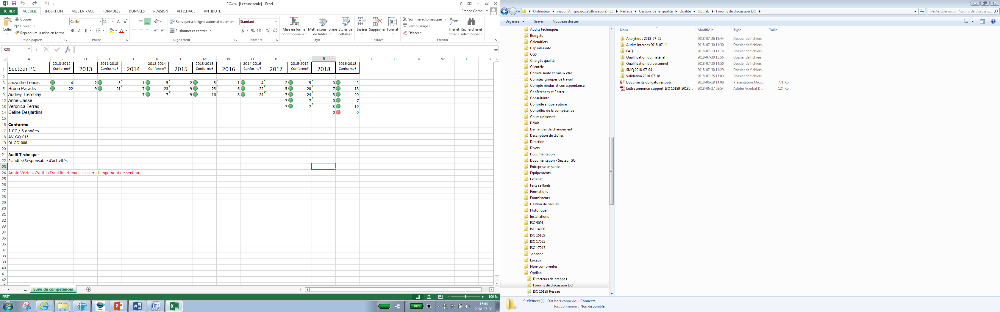 PC.xlsx [Lecture seule] - Excel
FICHIER ACCUEIL INSERTION MISE EN PAGE FORMULES DONNÉES RÉVISION AFFICHAGE ANTIDOTE France Corbeil
Coller
Couper
Copier
Reproduire la mise en forme
Presse-papiers
Calibri 11
G I S
Police
Renvoyer à la ligne automatiquement
Fusionner et centrer
Alignement
Standard
$ % 000
Nombre
Mise en forme conditionnelle
Mettre sous forme de tableau
Styles de cellules
Style
Insérer Supprimer Format
Cellules
Somme automatique
Remplissage
Effacer
Trier et filtrer
Rechercher et sélectionner
Édition
R23 fx
A G H I J K L M N O P Q R S T U V W X Y
2010-2012 2011-2013 2012-2014 2013-2015 2014-2016 2015-2017 2016-2018
1 Secteur PC Conforme? 2013 Conforme? 2014 Conforme? 2015 Conforme? 2016 Conforme? 2017 Conforme? 2018 Conforme?
2
3 Jacynthe Lebuis 4 2 5 1 5 2 5 1 4 2 5 0 3
5 Bruno Paradis 22 9 21 7 23 9 25 6 22 5 20 7 18
9 Audrey Tremblay 7 7 9 16 8 24 7 24 5 20
12 Anne Casse 7 7 0 7
13 Veronica Ferrao 7 7 3 10
14 Céline Desjardins 0 0
15
16 Conforme
17 1 CC / 3 années
18 AV-GQ-015
19 DI-GQ-008
20
21 Audit Technique
22 2 audits/Responsable d'activités
23
24 Annie Vézina, Cynthia Franklin et Joana Lussier: changement de secteur
25
26
27
28
29
30
31
32
33
34
35
36
37
38
39
40
41
42
... Suivi de compétences
PRÊT 100 %
100%
15:06
2018-07-30
Ordinateur inspq (\\inspq.qc.ca\dfs\secure) (S:) Partage Gestion_de_la_qualite Qualité Optilab Forums de discussion ISO
Rechercher dans : Forums de discussio...
Organiser Graver Nouveau dossier
Audits techniques
Budgets
Calendriers
Capsules info
CGS
Chargés qualité
Clientèle
Comité santé et mieux être
Comités_groupes de travail
Compte rendus et correspondance
Conférences et Poster
Consultante
Contrôle antiparasitaire
Contrôles de la compétence
Cours université
Délais
Demandes de changement
Description de tâches
Direction
Divers
Documentation
Documentation - Secteur GQ
Entreprise en santé
Équipements
Extranet
Faits saillants
Formations
Fournisseurs
Gestion de risques
Historique
Installations
ISO 9001
ISO 14000
ISO 15189
ISO 17025
ISO 17043
Johanne
Locaux
Non-conformités
Optilab
Directeurs de grappes
Forums de discussion ISO
ISO 15189 Réseau
Nom Modifié le Type Taille
Analytique 2018-07-25 2018-07-26 13:44 Dossier de fichiers
Audits internes 2018-07-11 2018-07-30 11:30 Dossier de fichiers
FAQ 2018-07-19 11:16 Dossier de fichiers
Qualification du matériel 2018-07-30 13:56 Dossier de fichiers
Qualification du personnel 2018-07-30 14:50 Dossier de fichiers
SMQ 2018-07-04 2018-07-30 11:29 Dossier de fichiers
Validation 2018-07-18 2018-07-25 17:03 Dossier de fichiers
Documents obligatoires.pptx 2018-06-19 14:08 Présentation Micr... 771 Ko
Lettre annonce_support_ISO 15189_20180... 2018-06-27 08:54 Adobe Acrobat D... 124 Ko
9 élément(s) État hors connexio... Connecté
Hors connexion : Non disponible